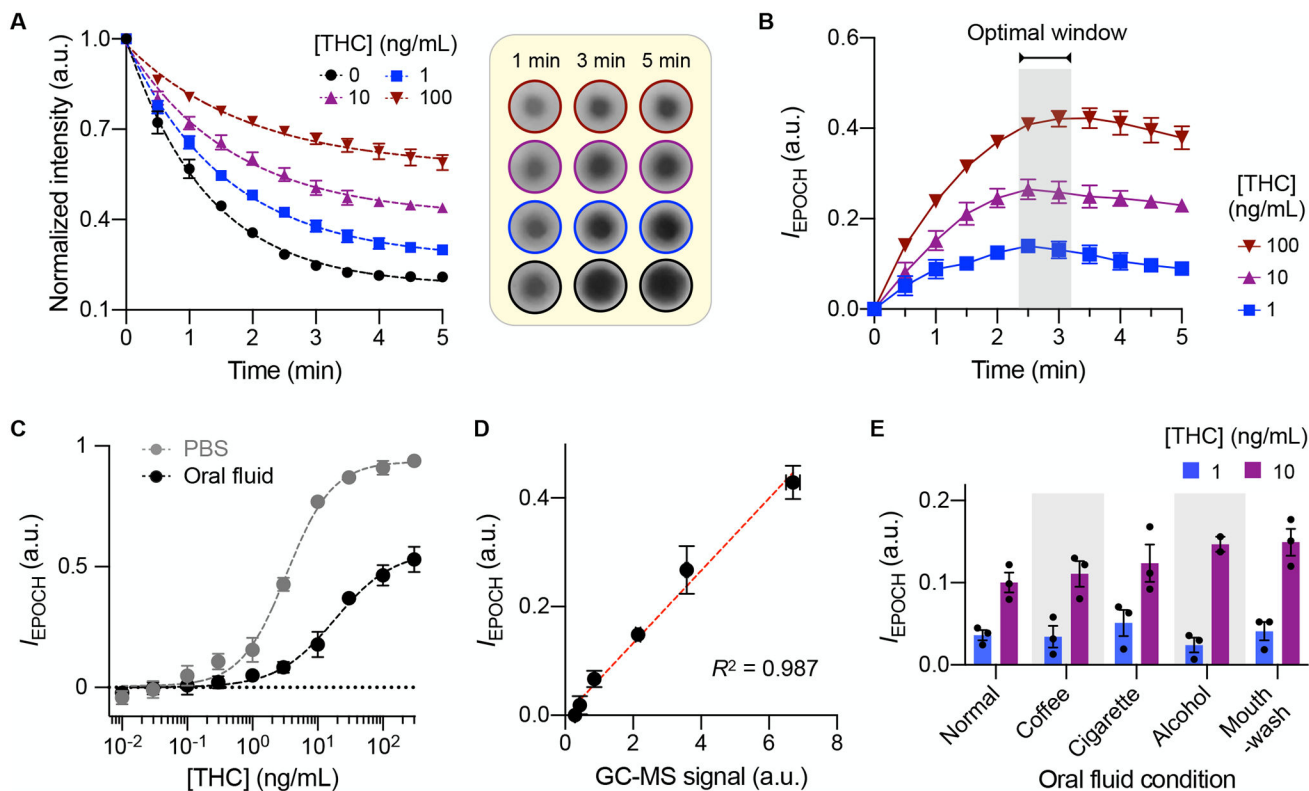 A
Normalized intensity (a.u.)
1.0
0.7
0.4
0.1
[THC] (ng/mL)
0
1
10
100
0
1
2
3
4
5
Time (min)
1 min
3 min
5 min
B
Optimal window
I_EPOCH (a.u.)
0.6
0.4
0.2
0.0
0
1
2
3
4
5
Time (min)
[THC]
(ng/mL)
100
10
1
C
PBS
Oral fluid
I_EPOCH (a.u.)
1
0.5
0
10⁻²
10⁻¹
10⁰
10¹
10²
[THC] (ng/mL)
D
I_EPOCH (a.u.)
0.4
0.2
0.0
R² = 0.987
0
2
4
6
8
GC-MS signal (a.u.)
E
[THC] (ng/mL)
1
10
I_EPOCH (a.u.)
0.2
0.1
0.0
Normal
Coffee
Cigarette
Alcohol
Mouth
-wash
Oral fluid condition